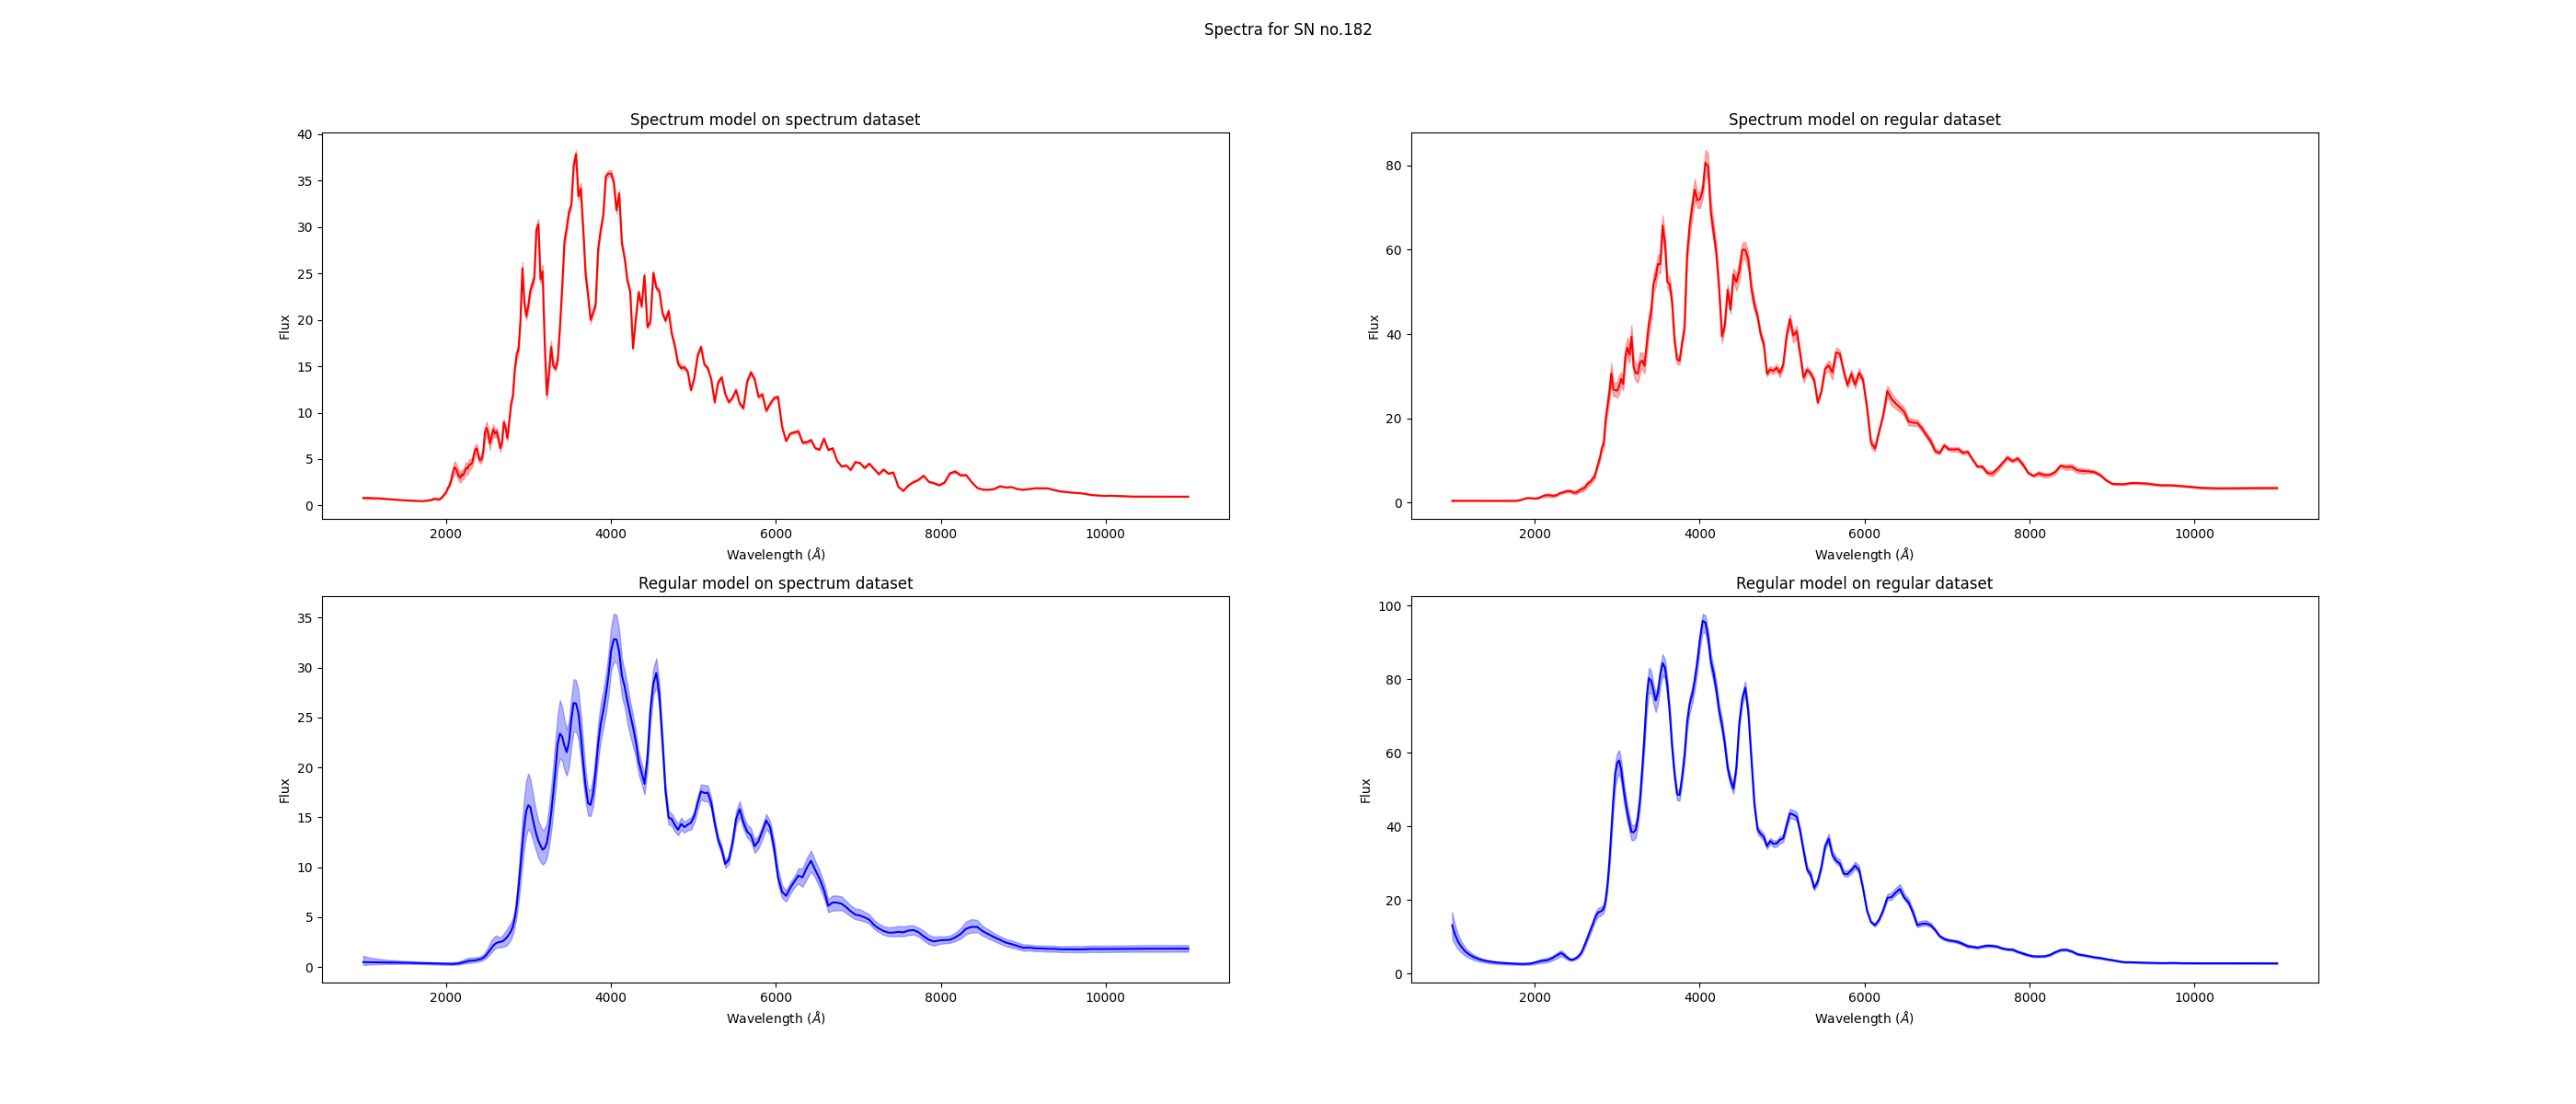 Spectra for SN no.182
Spectrum model on spectrum dataset
40
35
30
25
20
15
10
5
0
Flux
2000 4000 6000 8000 10000
Wavelength (Å)
Spectrum model on regular dataset
80
60
40
20
0
Flux
2000 4000 6000 8000 10000
Wavelength (Å)
Regular model on spectrum dataset
35
30
25
20
15
10
5
0
Flux
2000 4000 6000 8000 10000
Wavelength (Å)
Regular model on regular dataset
100
80
60
40
20
0
Flux
2000 4000 6000 8000 10000
Wavelength (Å)